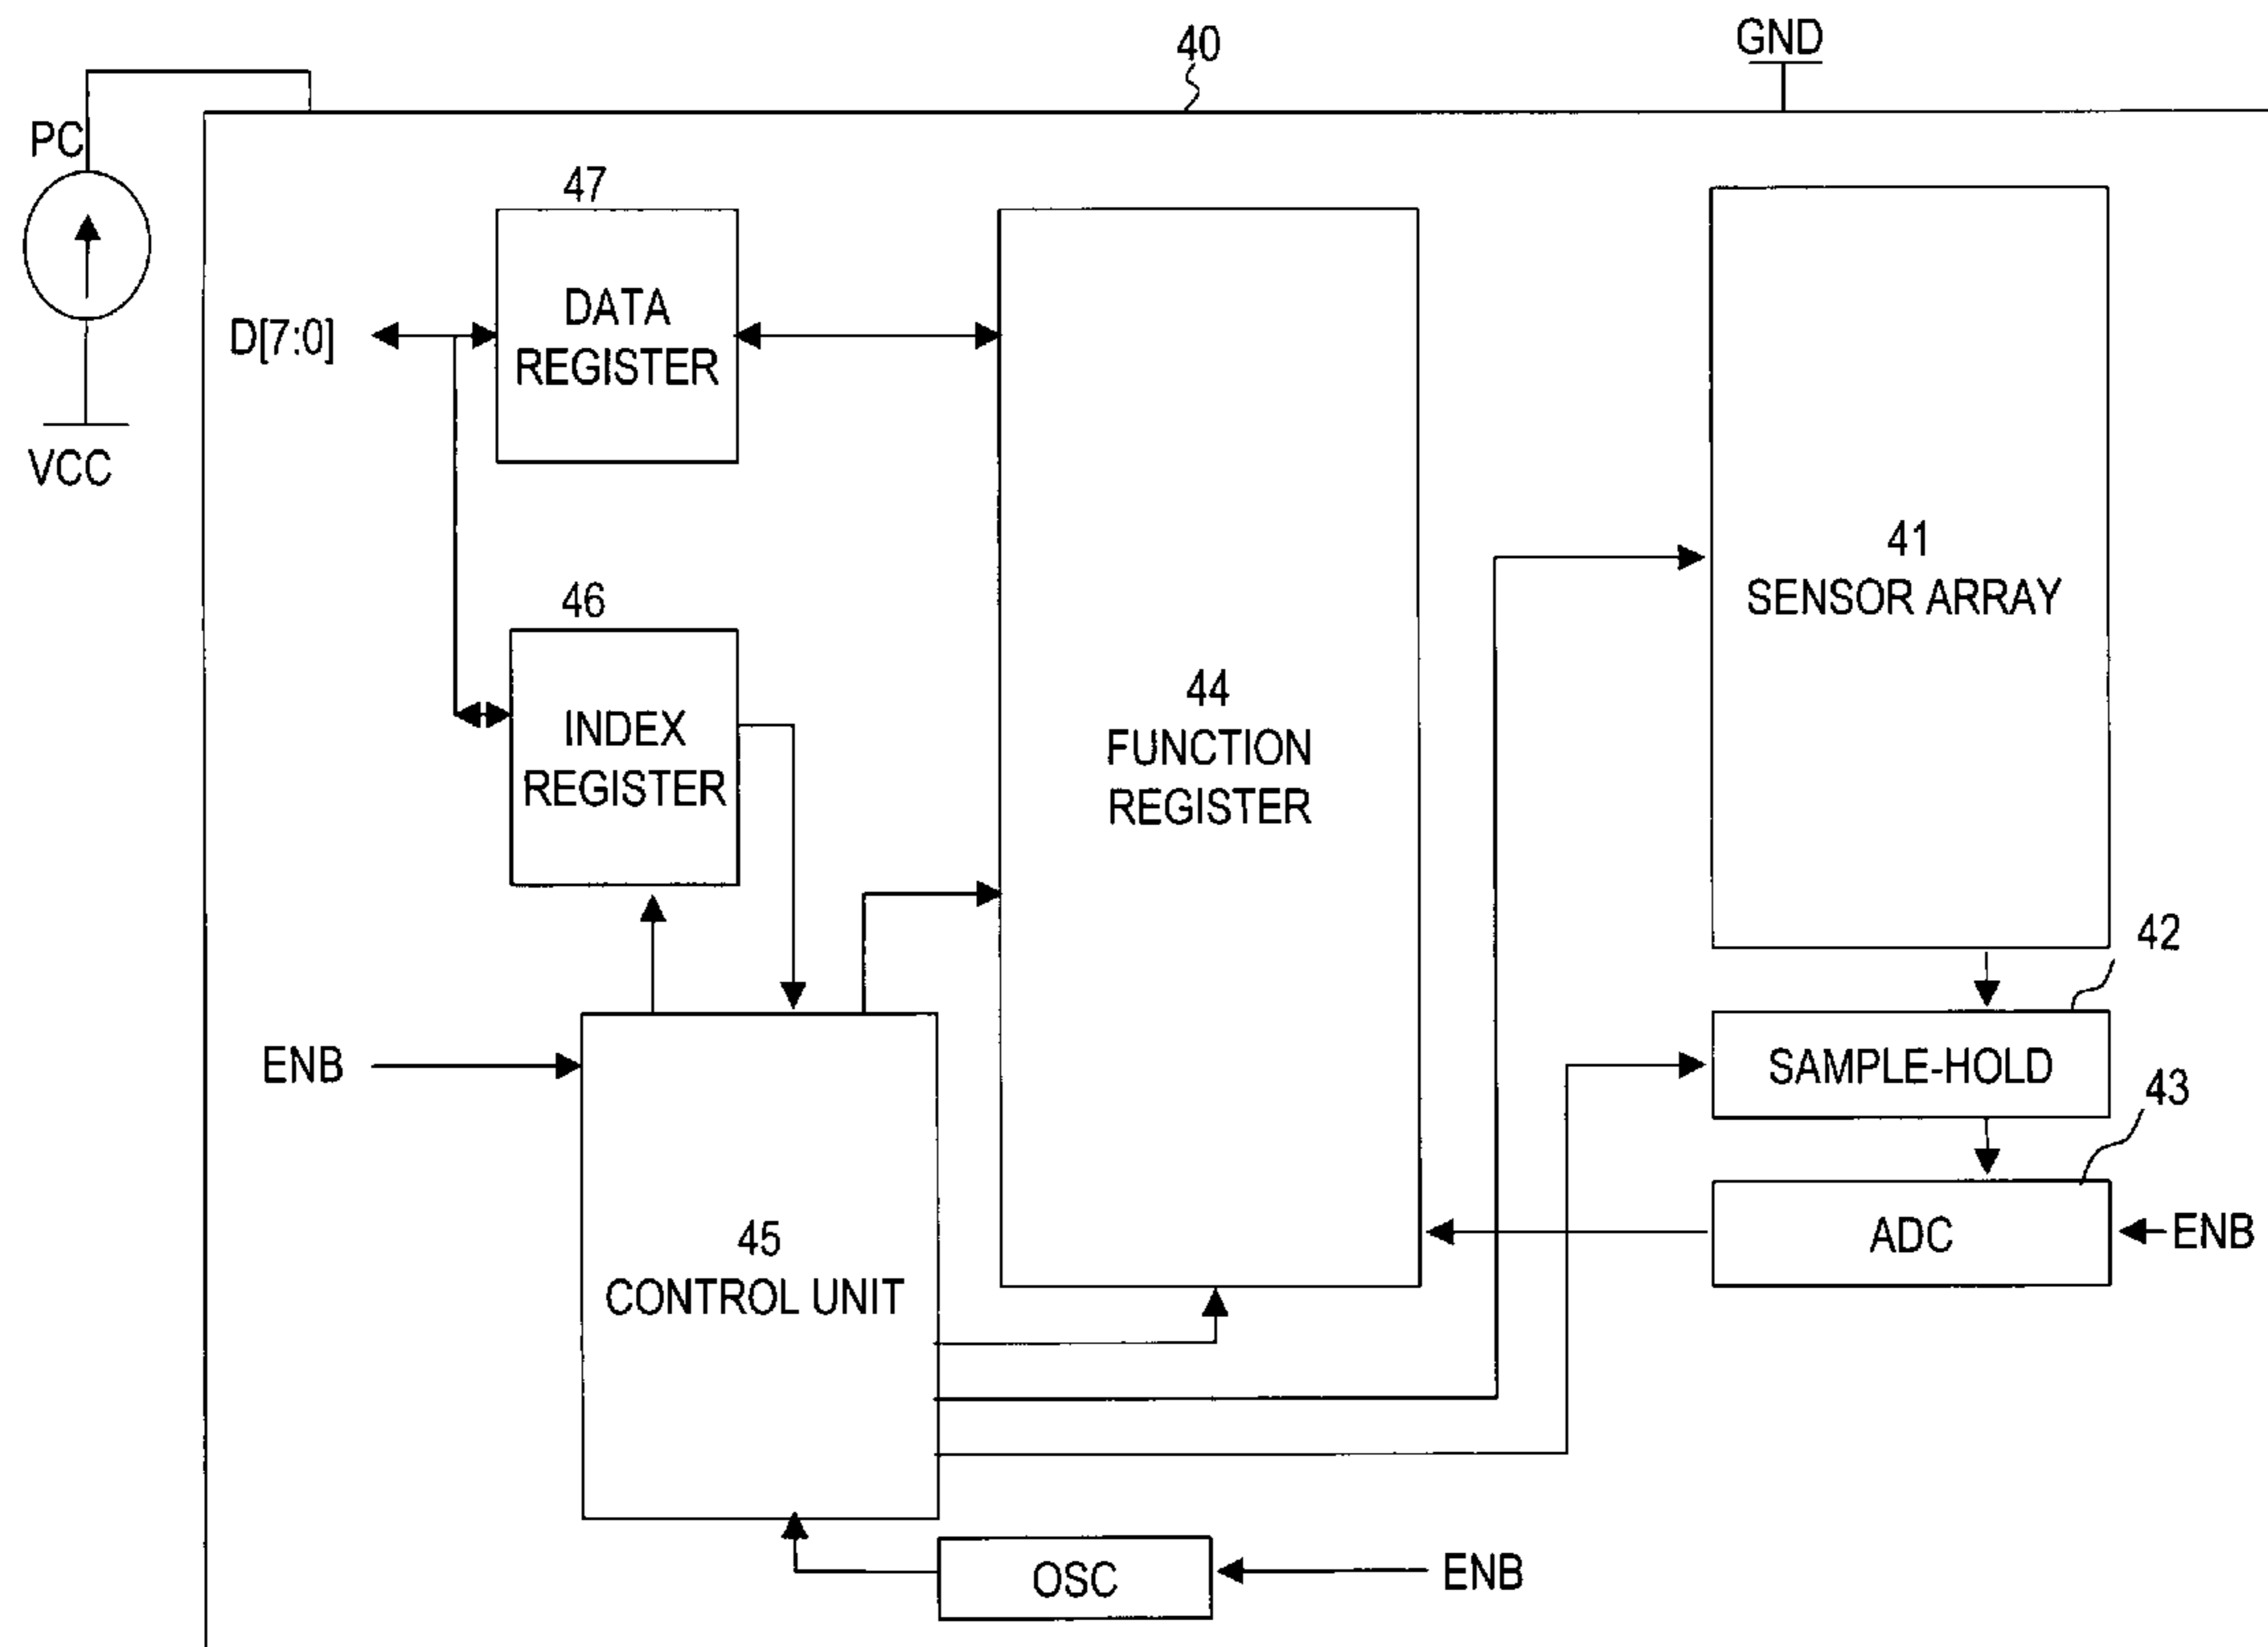 40
GND
PC
47
DATA
REGISTER
D[7:0]
VCC
41
SENSOR ARRAY
46
INDEX
REGISTER
44
FUNCTION
REGISTER
42
SAMPLE-HOLD
ENB
43
ADC
ENB
45
CONTROL UNIT
OSC
ENB